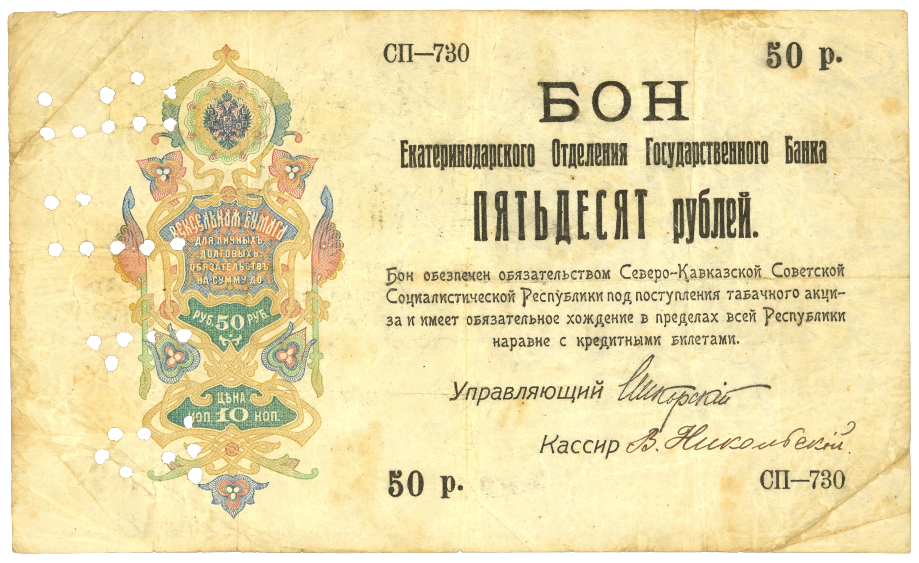 СП—730
50 р.
БОН
Екатеринодарского Отделения Государственного Банка
ПЯТЬДЕСЯТ рублей.
Бон обезпечен обязательством Северо-Кавказской Советской
Социалистической Республики под поступления табачного акци-
за и имеет обязательное хождение в пределах всей Республики
наравне с кредитными билетами.
Управляющий
Кассир В. Никольский.
50 р.
СП—730
ВЕКСЕЛЬНАЯ БУМАГА
ДЛЯ ЛИЧНЫХЪ
ДОЛГОВЫХЪ
ОБЯЗАТЕЛЬСТВЪ
НА СУММУ ДО
РУБ. 50 РУБ.
ЦѢНА
КОП. 10 КОП.